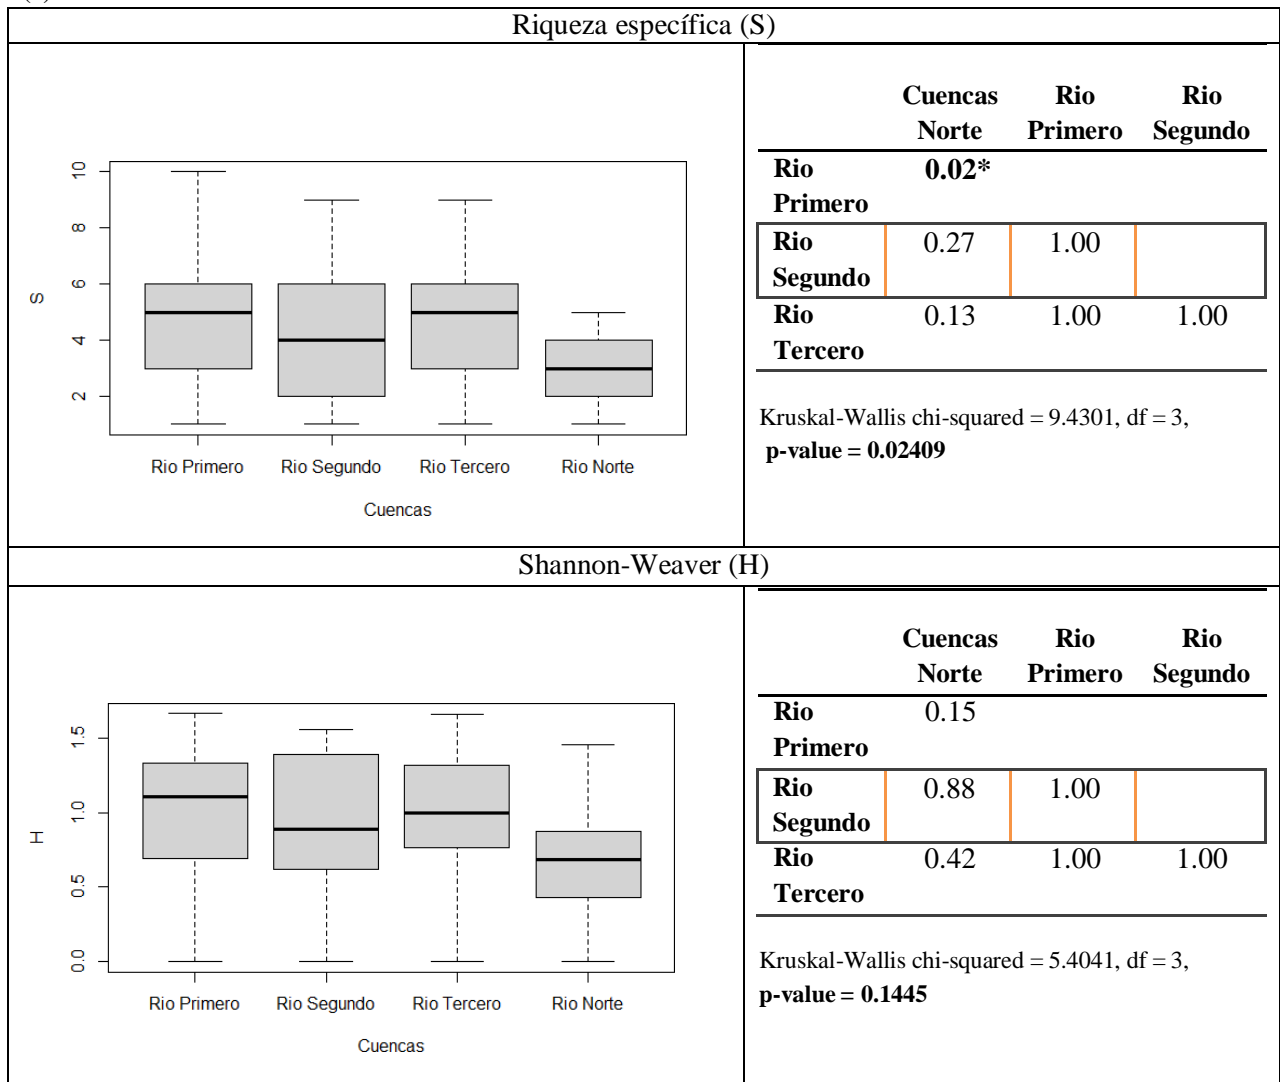 Riqueza específica (S)
10
8
6
4
2
S
Rio Primero Rio Segundo Rio Tercero Rio Norte
Cuencas
Cuencas Rio Rio
Norte Primero Segundo
Rio 0.02*
Primero
Rio 0.27 1.00
Segundo
Rio 0.13 1.00 1.00
Tercero
Kruskal-Wallis chi-squared = 9.4301, df = 3,
p-value = 0.02409
Shannon-Weaver (H)
1.5
1.0
0.5
0.0
H
Rio Primero Rio Segundo Rio Tercero Rio Norte
Cuencas
Cuencas Rio Rio
Norte Primero Segundo
Rio 0.15
Primero
Rio 0.88 1.00
Segundo
Rio 0.42 1.00 1.00
Tercero
Kruskal-Wallis chi-squared = 5.4041, df = 3,
p-value = 0.1445